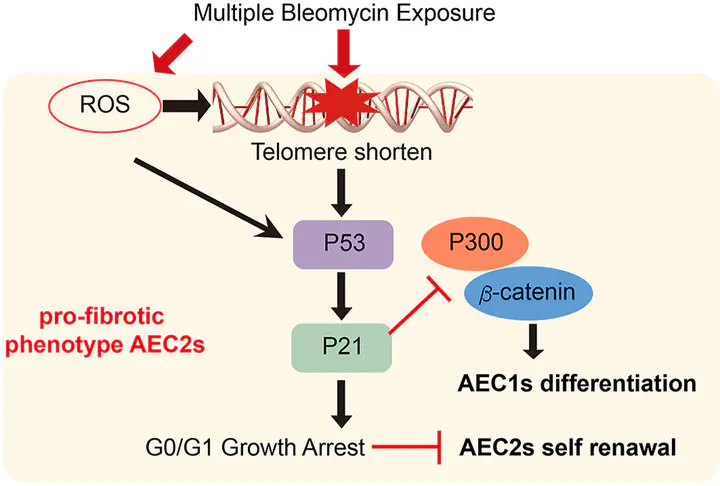 Multiple Bleomycin Exposure
ROS
Telomere shorten
P53
P300
β-catenin
pro-fibrotic
phenotype AEC2s
P21
AEC1s differentiation
G0/G1 Growth Arrest
AEC2s self renawal